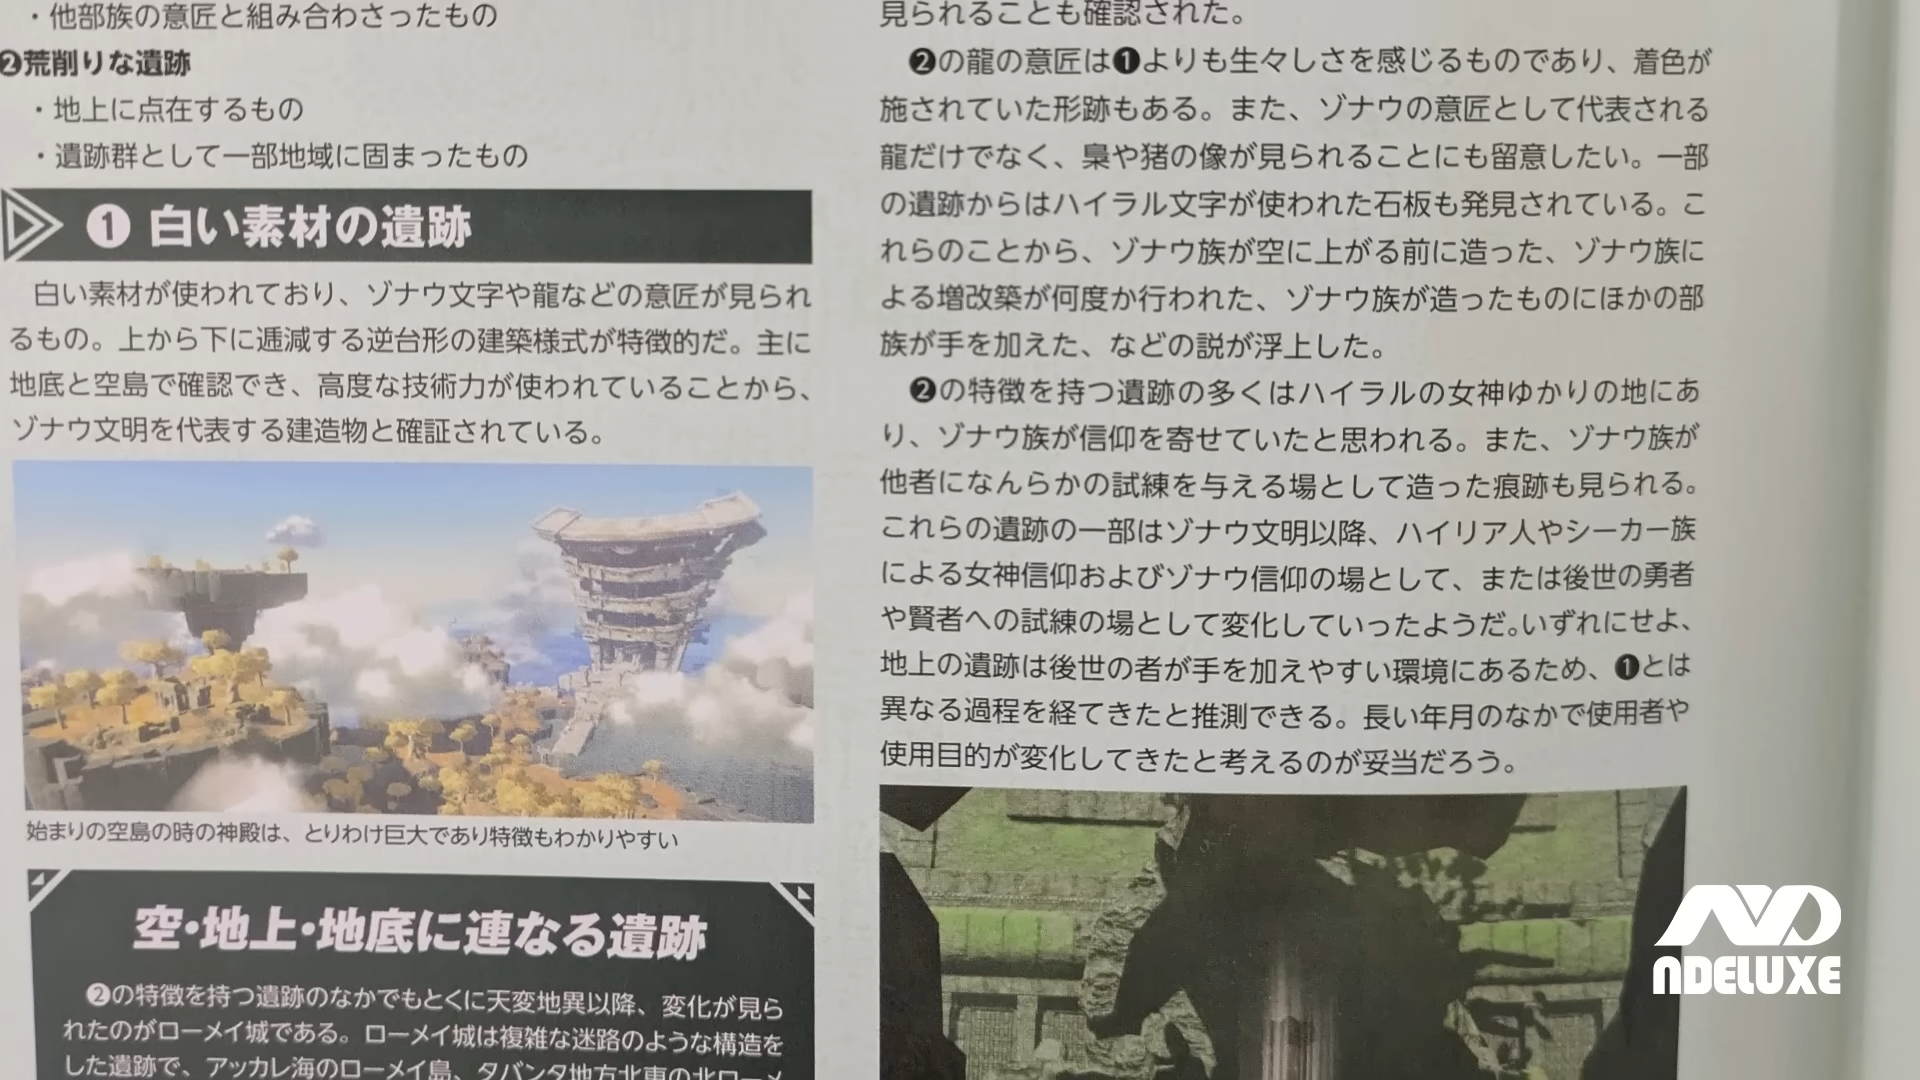 ・他部族の意匠と組み合わさったもの
❷荒削りな遺跡
・地上に点在するもの
・遺跡群として一部地域に固まったもの
❶ 白い素材の遺跡
白い素材が使われており、ゾナウ文字や龍などの意匠が見られ
るもの。上から下に逓減する逆台形の建築様式が特徴的だ。主に
地底と空島で確認でき、高度な技術力が使われていることから、
ゾナウ文明を代表する建造物と確証されている。
始まりの空島の時の神殿は、とりわけ巨大であり特徴もわかりやすい
空・地上・地底に連なる遺跡
❷の特徴を持つ遺跡のなかでもとくに天変地異以降、変化が見ら
れたのがローメイ城である。ローメイ城は複雑な迷路のような構造を
した遺跡で、アッカレ海のローメイ島、タバンタ地方北東の北ローメ
見られることも確認された。
❷の龍の意匠は❶よりも生々しさを感じるものであり、着色が
施されていた形跡もある。また、ゾナウの意匠として代表される
龍だけでなく、梟や猪の像が見られることにも留意したい。一部
の遺跡からはハイラル文字が使われた石板も発見されている。こ
れらのことから、ゾナウ族が空に上がる前に造った、ゾナウ族に
よる増改築が何度か行われた、ゾナウ族が造ったものにほかの部
族が手を加えた、などの説が浮上した。
❷の特徴を持つ遺跡の多くはハイラルの女神ゆかりの地にあ
り、ゾナウ族が信仰を寄せていたと思われる。また、ゾナウ族が
他者になんらかの試練を与える場として造った痕跡も見られる。
これらの遺跡の一部はゾナウ文明以降、ハイリア人やシーカー族
による女神信仰およびゾナウ信仰の場として、または後世の勇者
や賢者への試練の場として変化していったようだ。いずれにせよ、
地上の遺跡は後世の者が手を加えやすい環境にあるため、❶とは
異なる過程を経てきたと推測できる。長い年月のなかで使用者や
使用目的が変化してきたと考えるのが妥当だろう。
NDELUXE